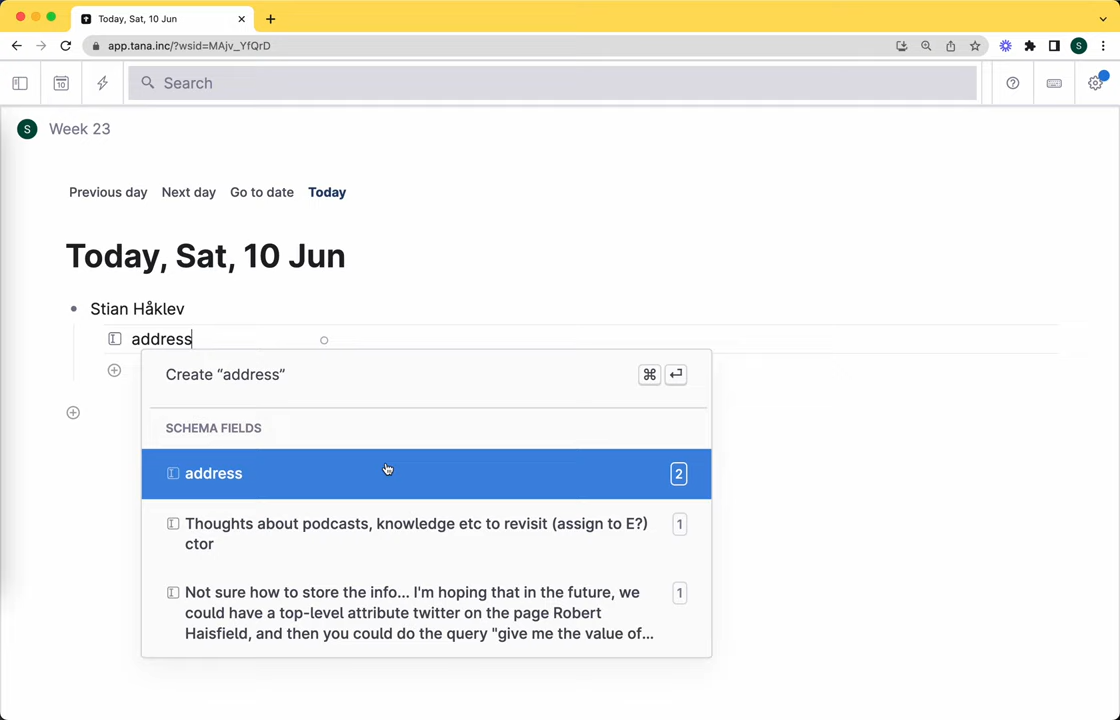 Today, Sat, 10 Jun
app.tana.inc/?wsid=MAjv_YfQrD
S
10
Search
S
Week 23
Previous day
Next day
Go to date
Today
Today, Sat, 10 Jun
Stian Håklev
address
Create “address”
⌘
SCHEMA FIELDS
address
2
Thoughts about podcasts, knowledge etc to revisit (assign to E?)
1
ctor
Not sure how to store the info... I'm hoping that in the future, we
1
could have a top-level attribute twitter on the page Robert
Haisfield, and then you could do the query "give me the value of...